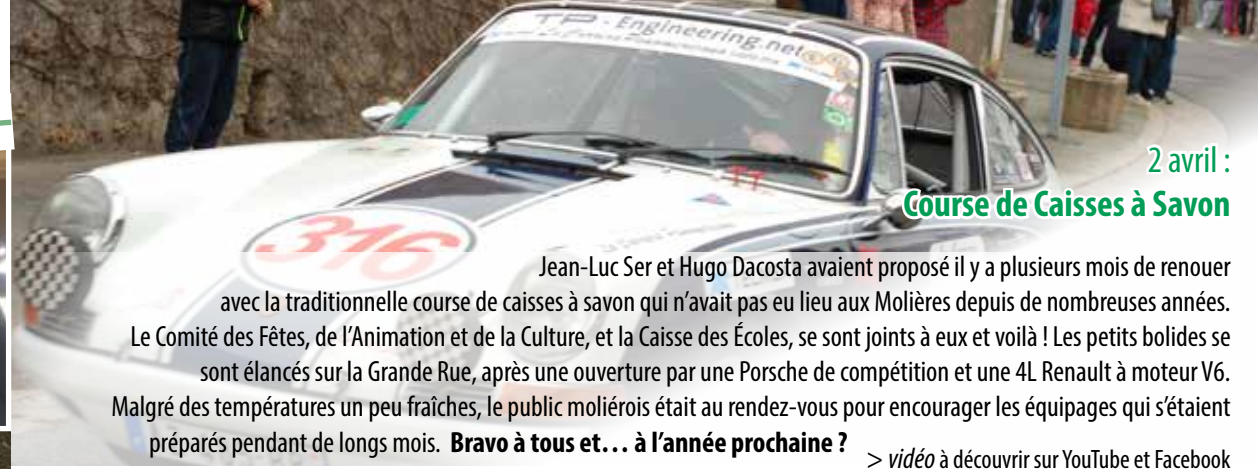 TP - Engineering.net
316
2 avril :
Course de Caisses à Savon
Jean-Luc Ser et Hugo Dacosta avaient proposé il y a plusieurs mois de renouer
avec la traditionnelle course de caisses à savon qui n’avait pas eu lieu aux Molières depuis de nombreuses années.
Le Comité des Fêtes, de l’Animation et de la Culture, et la Caisse des Écoles, se sont joints à eux et voilà ! Les petits bolides se
sont élancés sur la Grande Rue, après une ouverture par une Porsche de compétition et une 4L Renault à moteur V6.
Malgré des températures un peu fraîches, le public moliérois était au rendez-vous pour encourager les équipages qui s’étaient
préparés pendant de longs mois. Bravo à tous et… à l’année prochaine ?
> vidéo à découvrir sur YouTube et Facebook